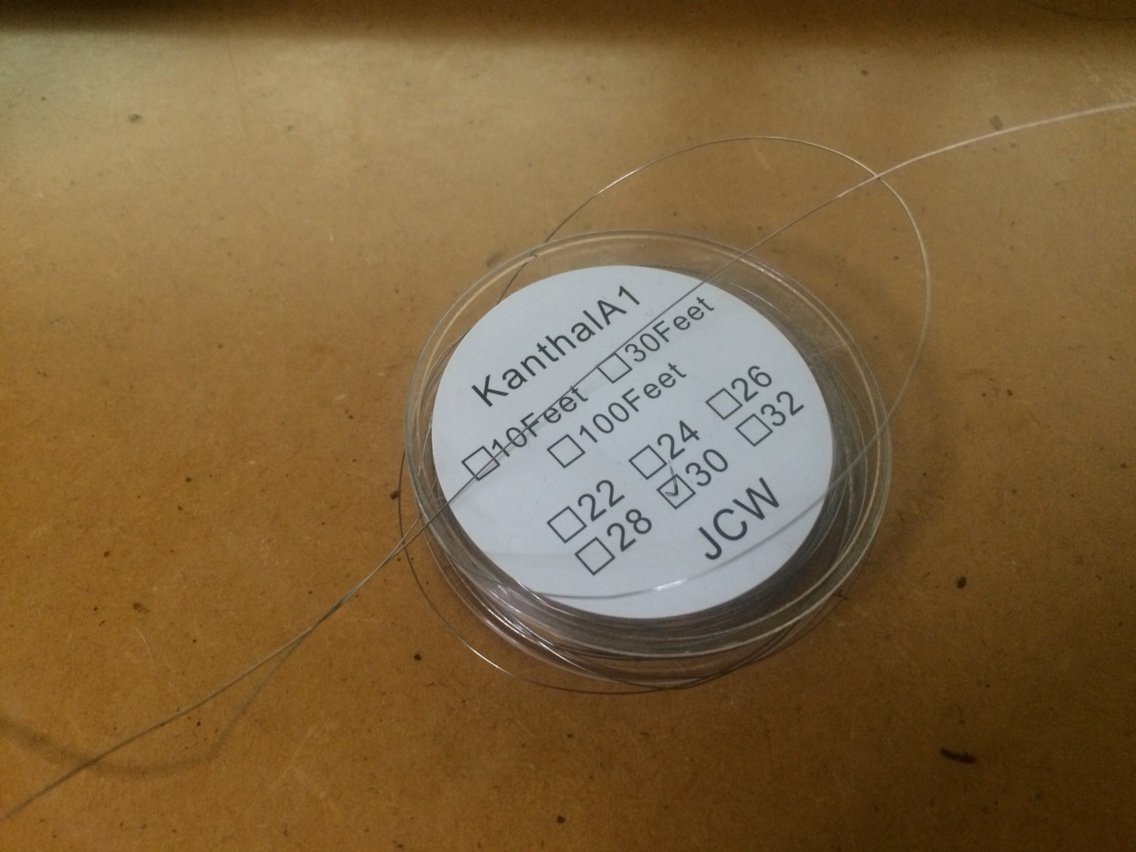 KanthalA1
☐10Feet ☐30Feet
☐100Feet
☐22 ☐24 ☐26
☐28 ☑30 ☐32
JCW